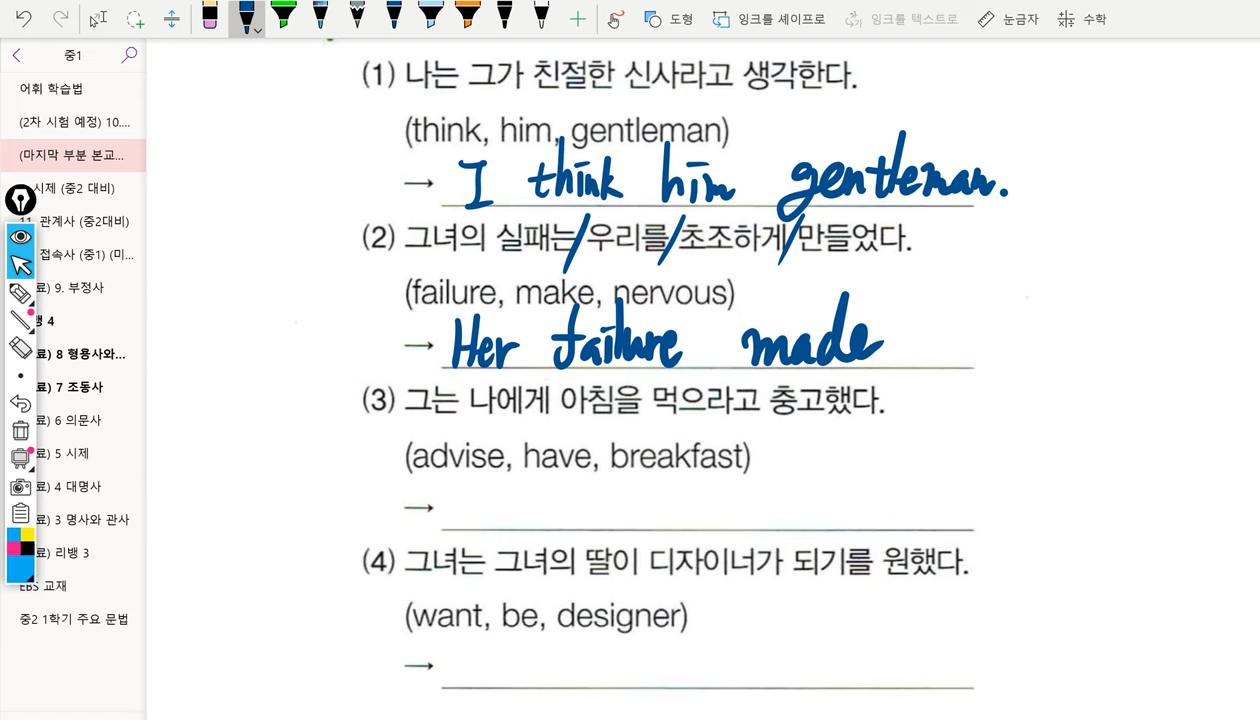 도형
잉크를 셰이프로
잉크를 텍스트로
눈금자
수학
중1
어휘 학습법
(2차 시험 예정) 10....
(마지막 부분 본교...
시제 (중2 대비)
11. 관계사 (중2대비)
접속사 (중1) (미...
료) 9. 부정사
뱅 4
료) 8 형용사와...
료) 7 조동사
료) 6 의문사
료) 5 시제
료) 4 대명사
료) 3 명사와 관사
료) 리뱅 3
EBS 교재
중2 1학기 주요 문법
(1) 나는 그가 친절한 신사라고 생각한다.
(think, him, gentleman)
→ I think him gentleman.
(2) 그녀의 실패는/우리를/초조하게/만들었다.
(failure, make, nervous)
→ Her failure made
(3) 그는 나에게 아침을 먹으라고 충고했다.
(advise, have, breakfast)
→
(4) 그녀는 그녀의 딸이 디자이너가 되기를 원했다.
(want, be, designer)
→